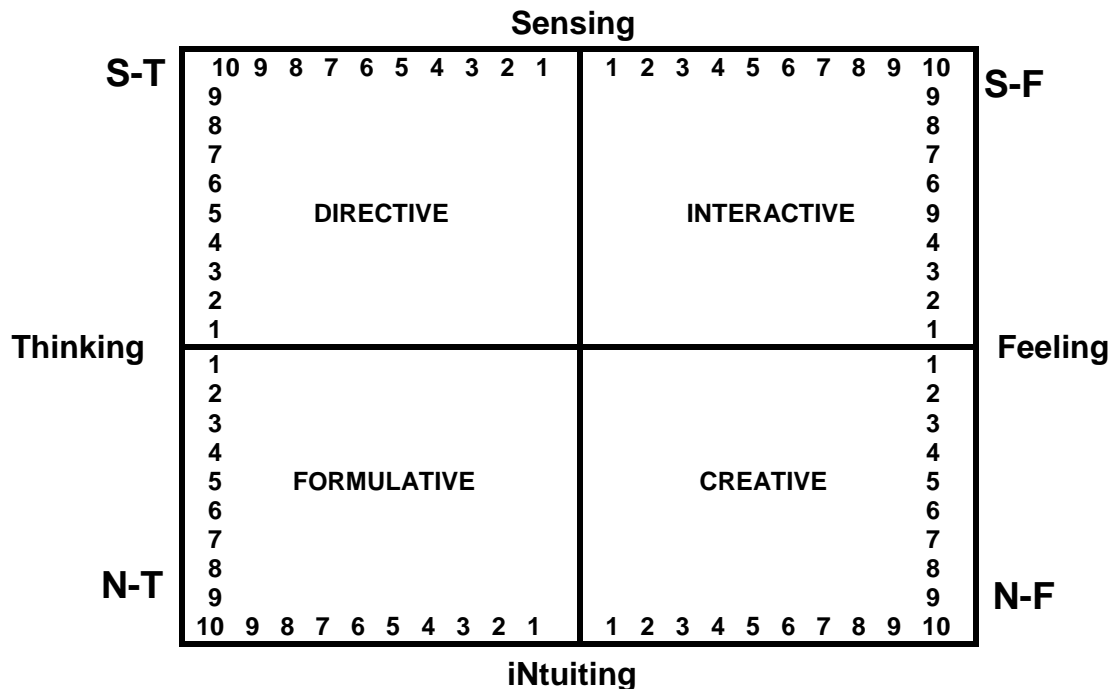 Sensing
S-T 10 9 8 7 6 5 4 3 2 1 1 2 3 4 5 6 7 8 9 10 S-F
9 9
8 8
7 7
6 6
5 DIRECTIVE INTERACTIVE 9
4 4
3 3
2 2
1 1
Thinking Feeling
1 1
2 2
3 3
4 4
5 FORMULATIVE CREATIVE 5
6 6
7 7
8 8
N-T 9 9 N-F
10 9 8 7 6 5 4 3 2 1 1 2 3 4 5 6 7 8 9 10
iNtuiting